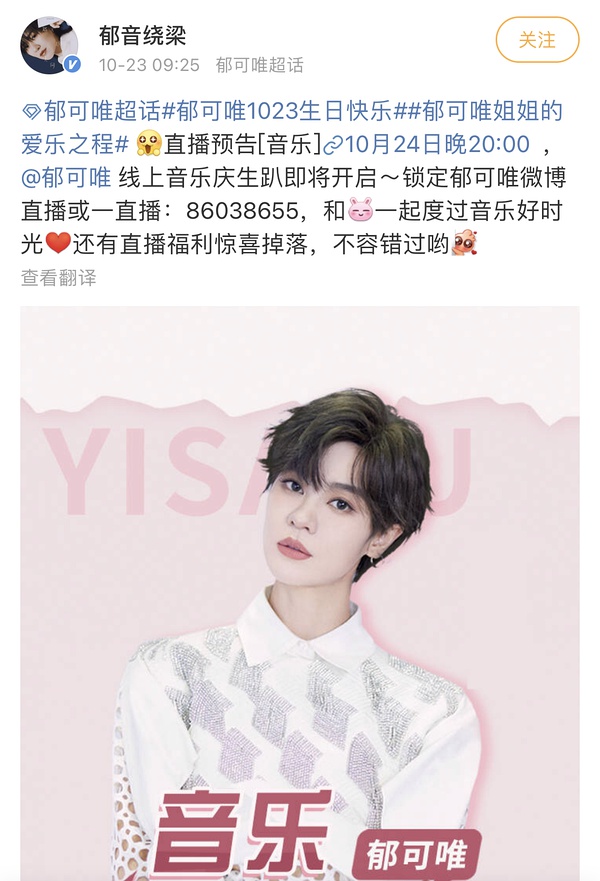 郁音绕梁
关注
10-23 09:25 郁可唯超话
郁可唯超话#郁可唯1023生日快乐##郁可唯姐姐的
爱乐之程# 直播预告[音乐]10月24日晚20:00 ，
@郁可唯 线上音乐庆生趴即将开启～锁定郁可唯微博
直播或一直播：86038655，和一起度过音乐好时
光还有直播福利惊喜掉落，不容错过哟
查看翻译
音乐
郁可唯